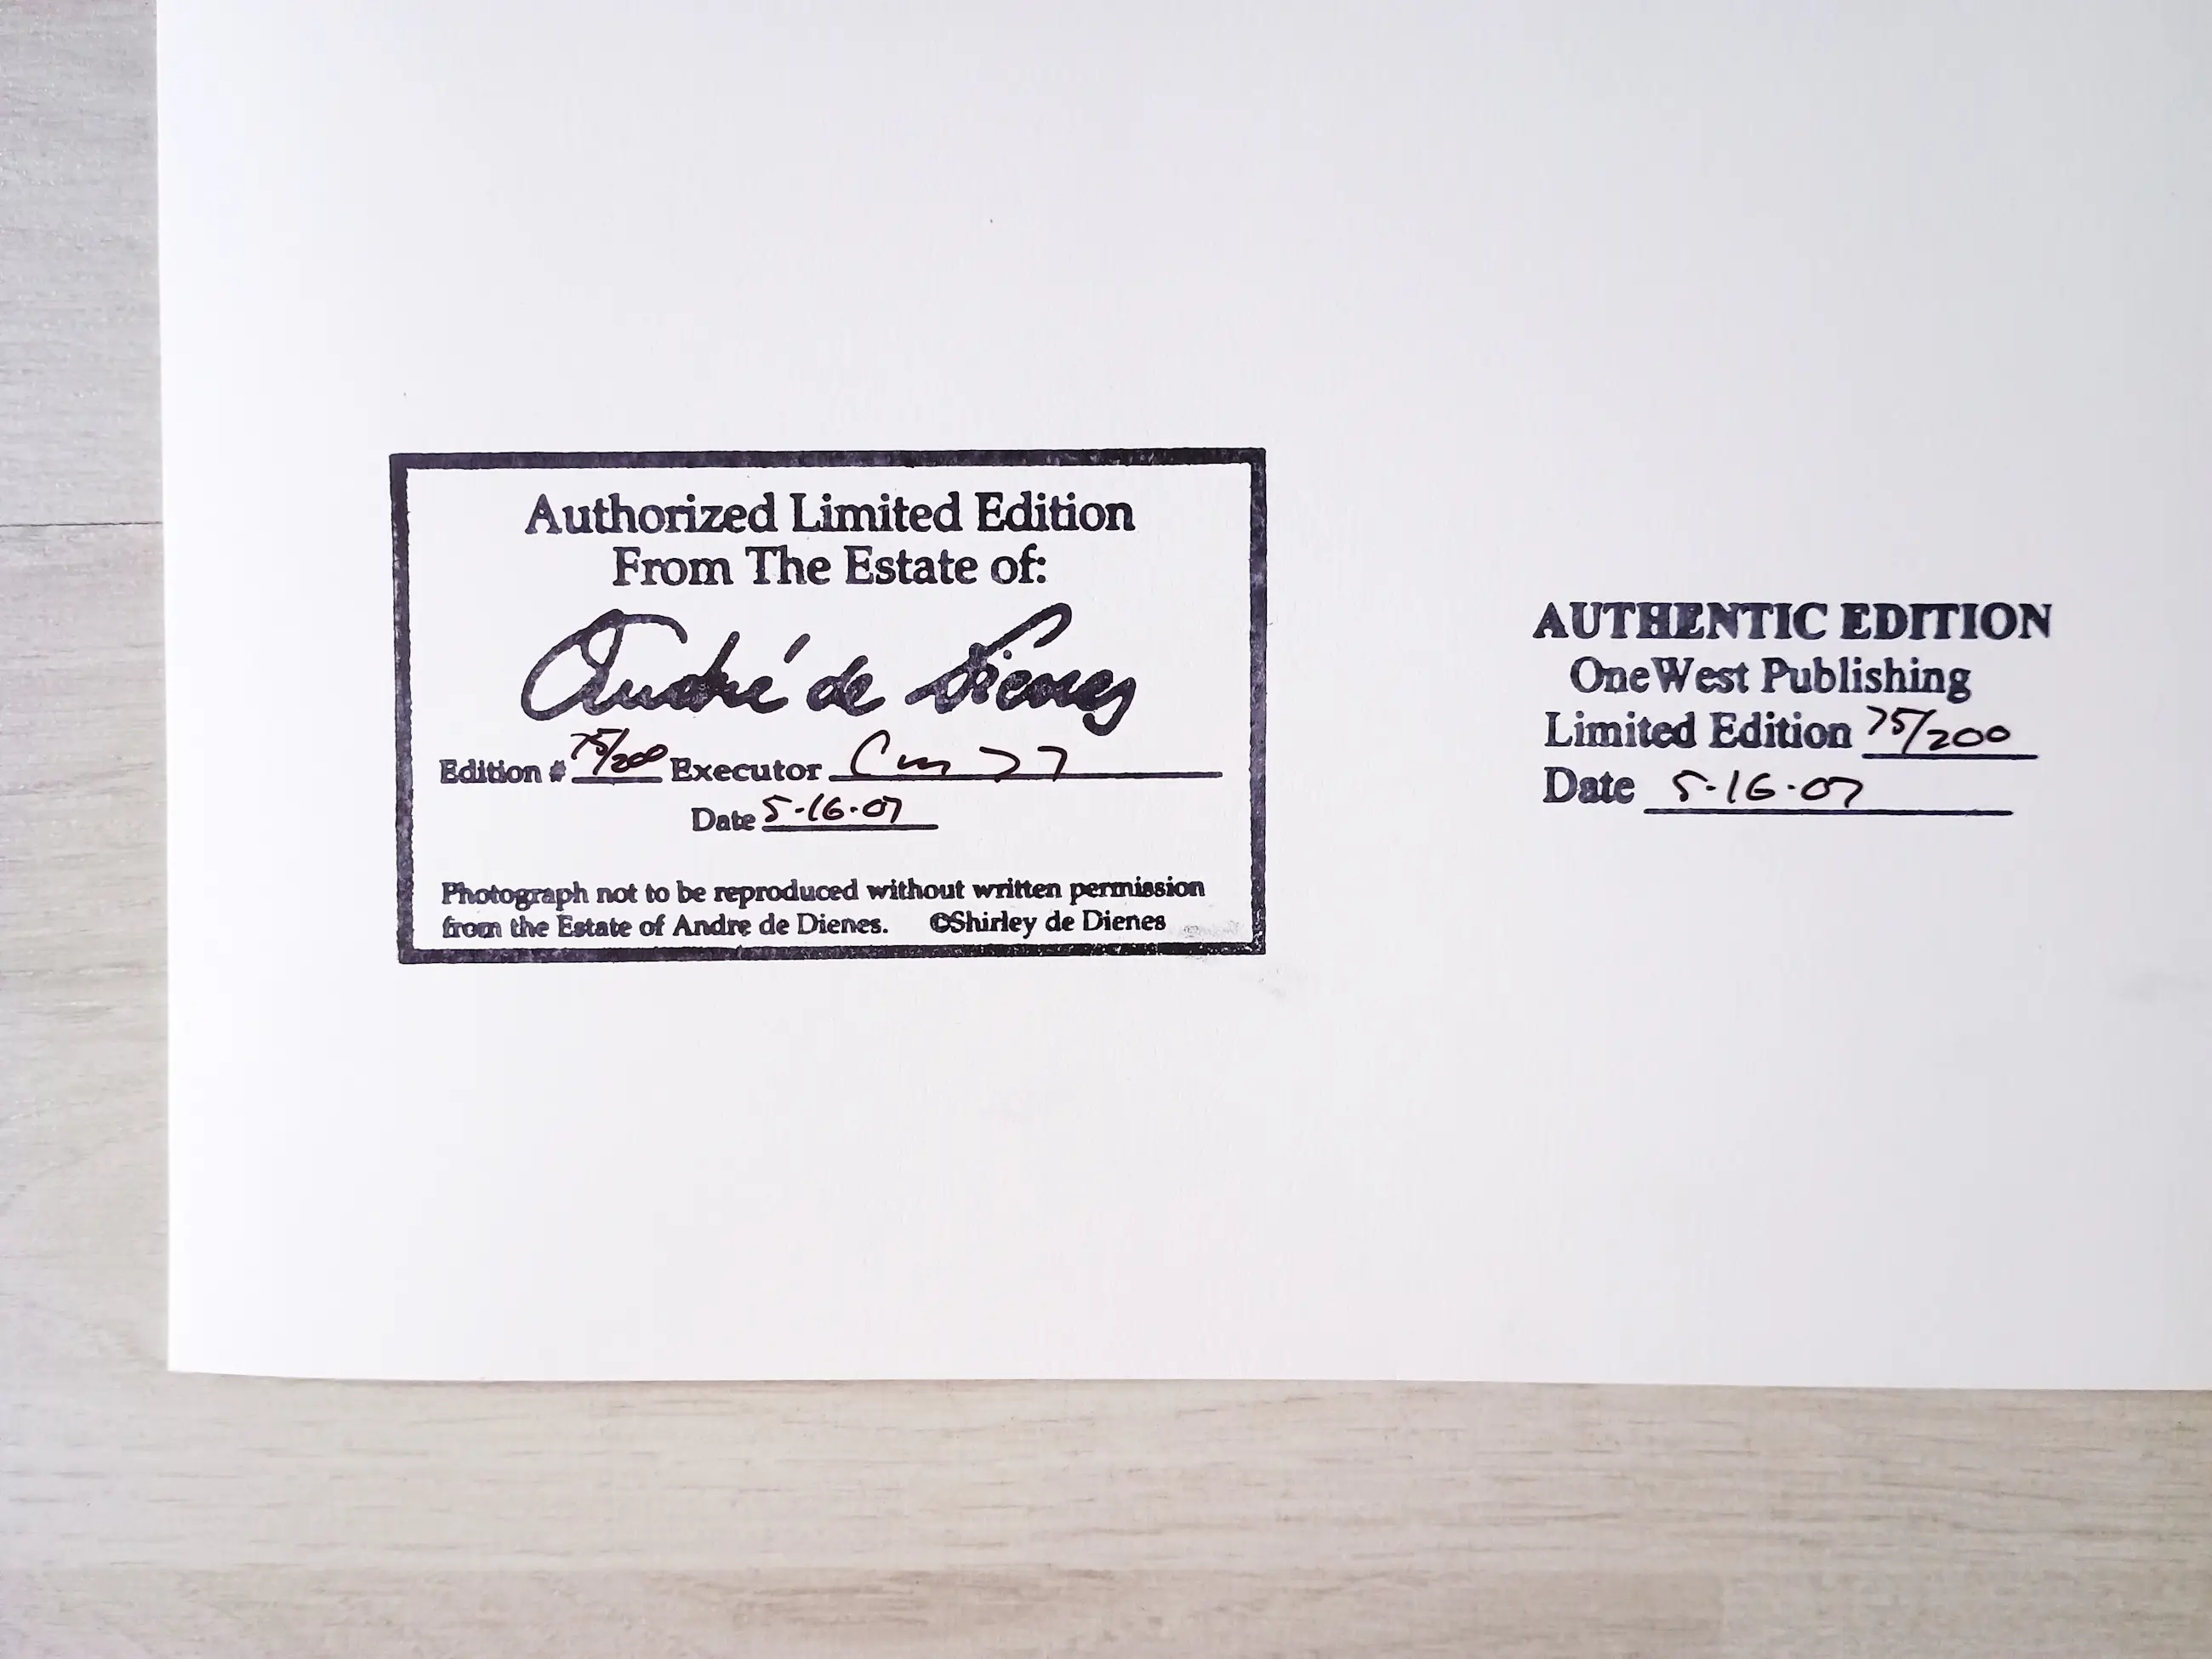 Authorized Limited Edition
From The Estate of:
André de Dienes
Edition # 75/200 Executor
Date 5-16-07
Photograph not to be reproduced without written permission
from the Estate of Andre de Dienes. ©Shirley de Dienes
AUTHENTIC EDITION
OneWest Publishing
Limited Edition 75/200
Date 5-16-07